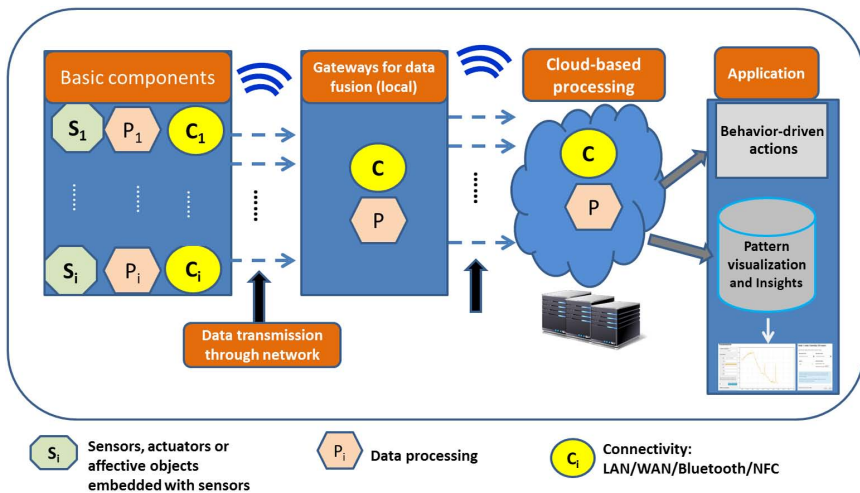 Basic components
Gateways for data
fusion (local)
Cloud-based
processing
Application
S1 P1 C1
Si Pi Ci
C
P
C
P
Behavior-driven
actions
Pattern
visualization
and Insights
Data transmission
through network
Si
Sensors, actuators or
affective objects
embedded with sensors
Pi
Data processing
Ci
Connectivity:
LAN/WAN/Bluetooth/NFC